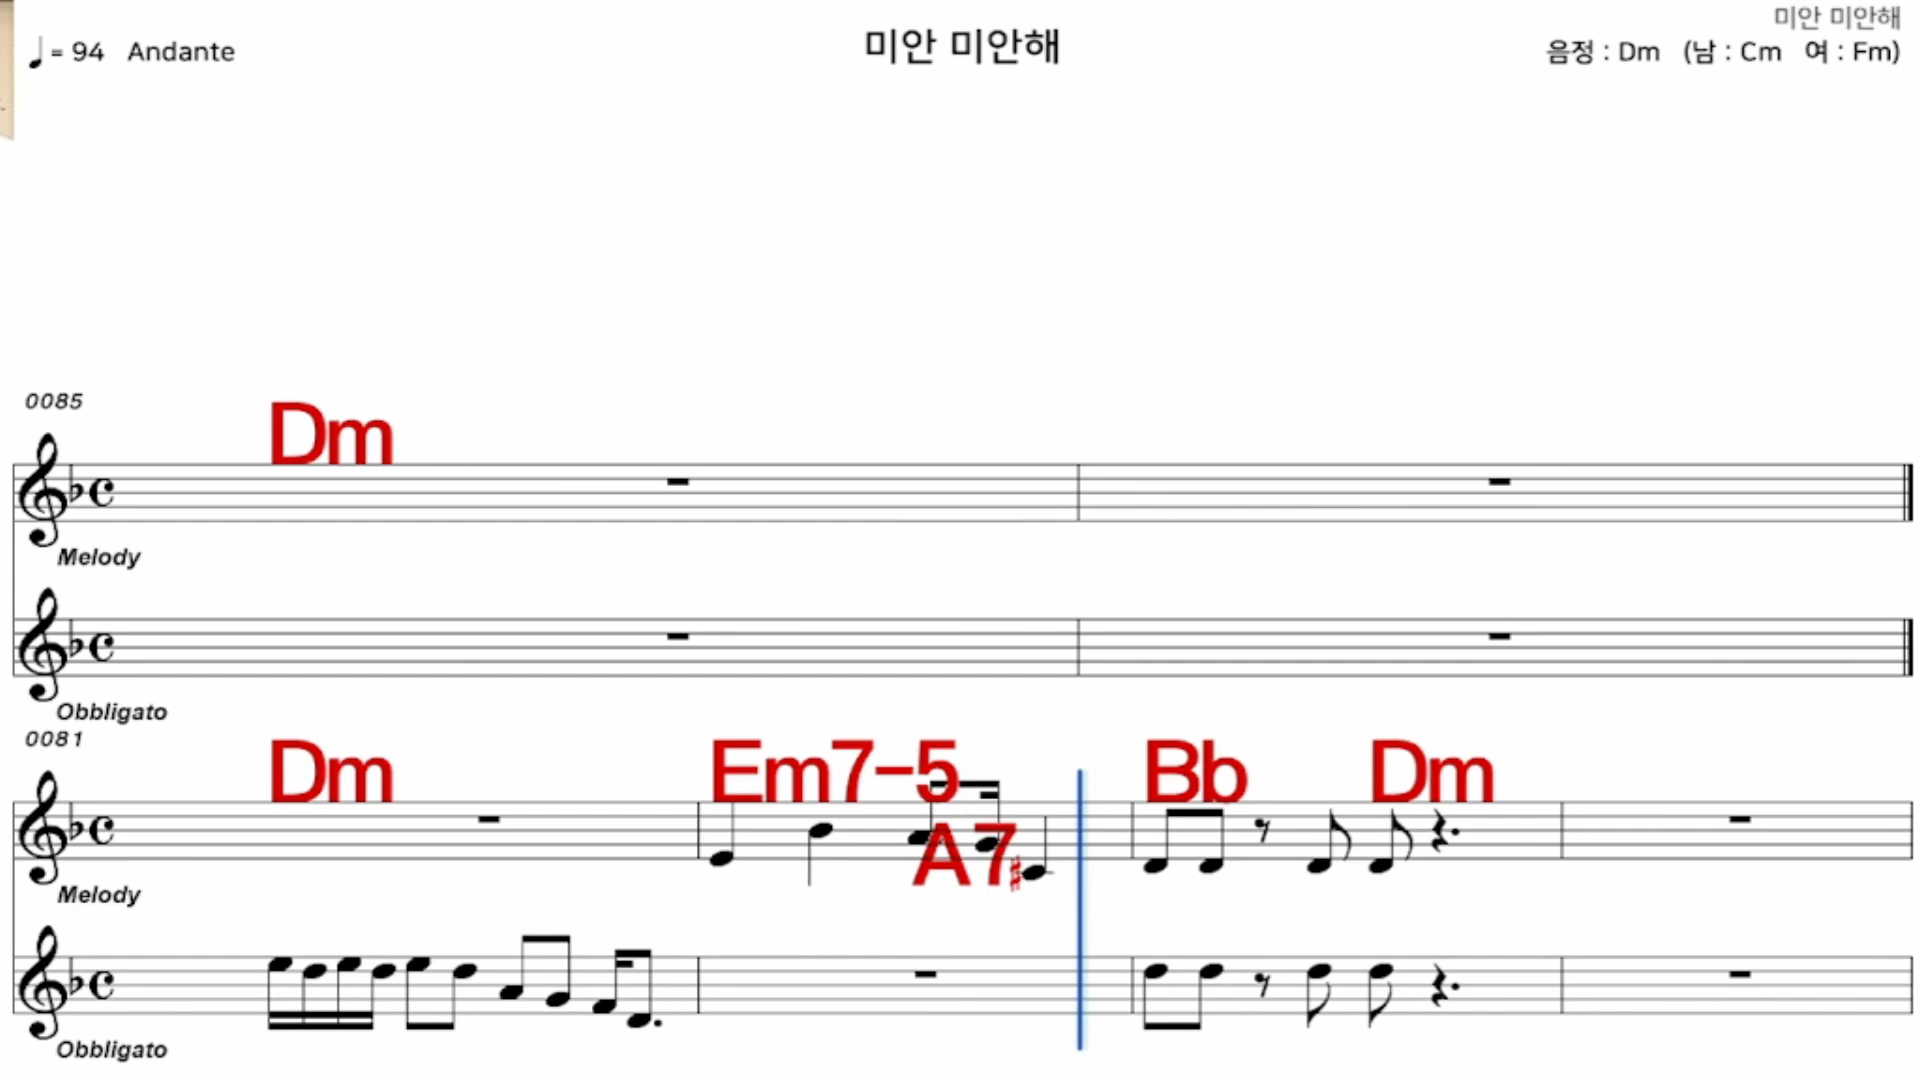 미안 미안해
♩ = 94 Andante
미안 미안해
음정 : Dm (남 : Cm 여 : Fm)
0085
Dm
Melody
Obbligato
0081
Dm Em7-5 A7 Bb Dm
Melody
Obbligato